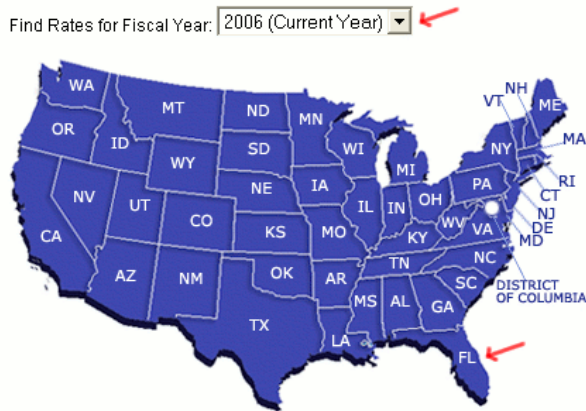 Find Rates for Fiscal Year: 2006 (Current Year)
WA
MT
ND
MN
OR
ID
WY
SD
WI
MI
NY
VT
NH
ME
MA
RI
CT
NJ
DE
MD
NV
UT
CO
NE
IA
IL
IN
OH
PA
WV
VA
CA
AZ
NM
KS
MO
KY
OK
AR
TN
NC
SC
DISTRICT
OF COLUMBIA
TX
LA
MS
AL
GA
FL